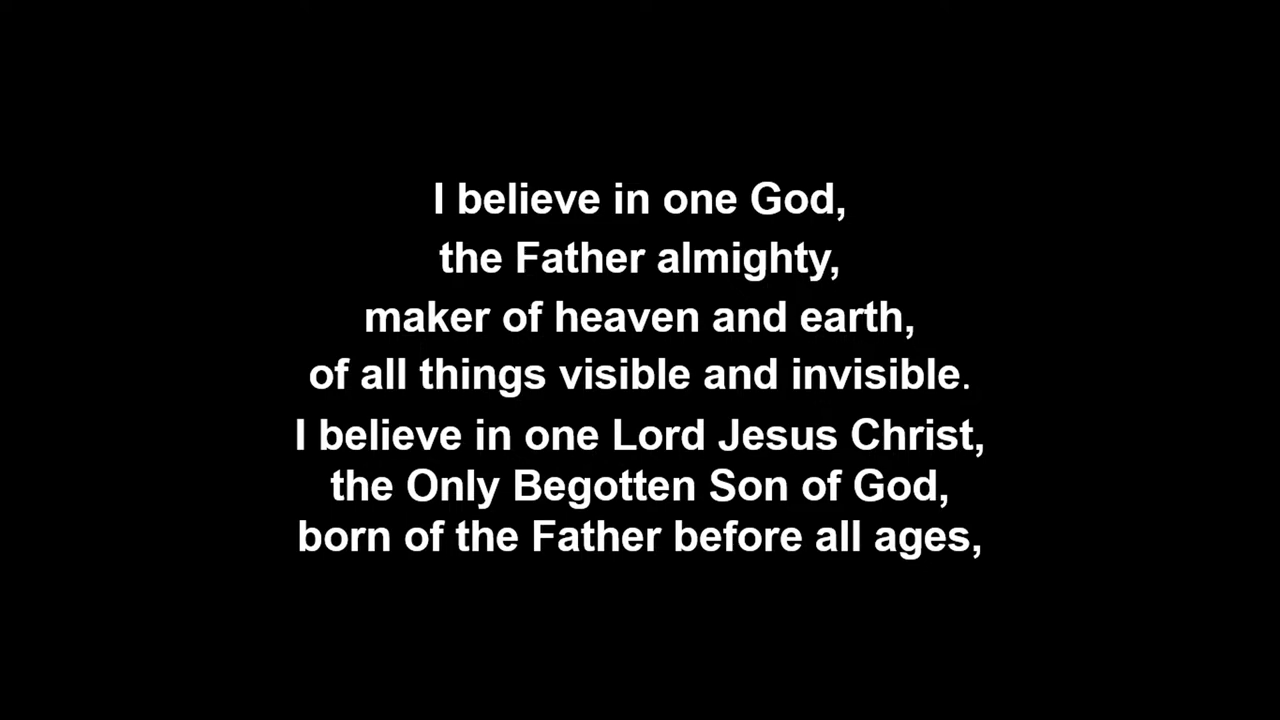 I believe in one God,
the Father almighty,
maker of heaven and earth,
of all things visible and invisible.
I believe in one Lord Jesus Christ,
the Only Begotten Son of God,
born of the Father before all ages,